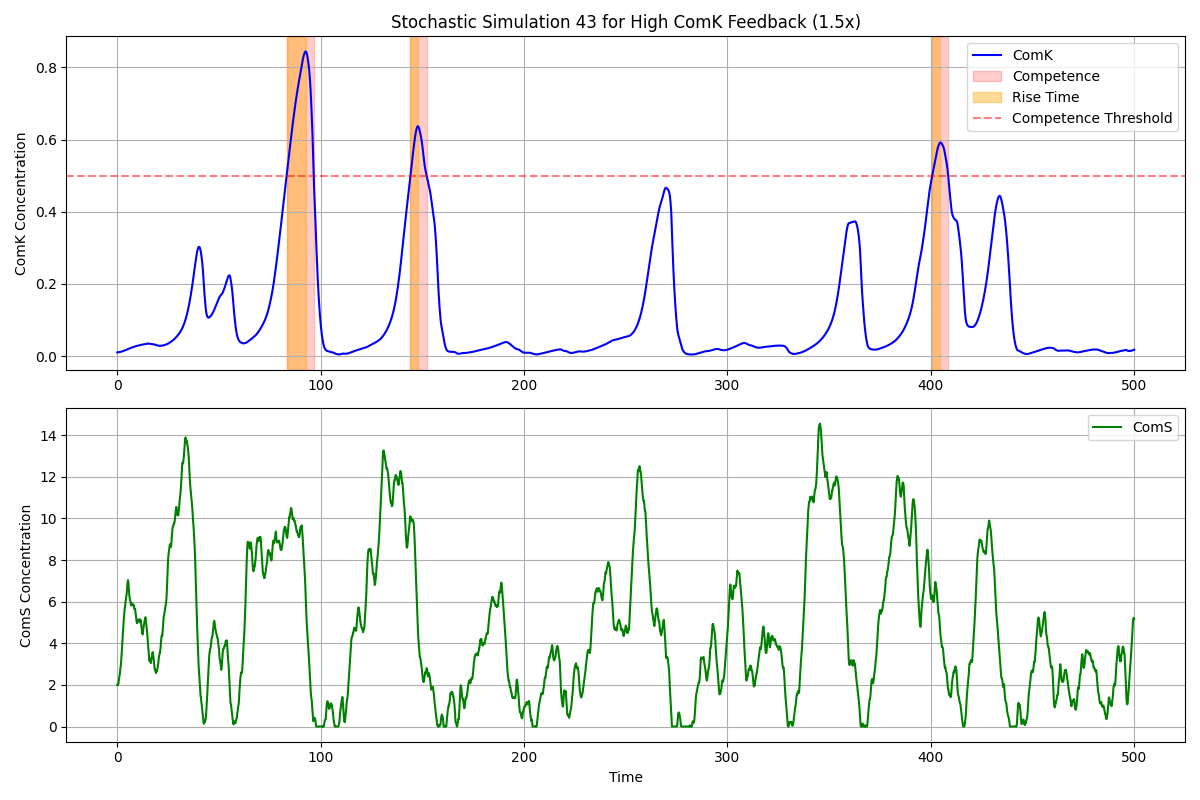 Stochastic Simulation 43 for High ComK Feedback (1.5x)
ComK Concentration
0.8
0.6
0.4
0.2
0.0
ComK
Competence
Rise Time
Competence Threshold
0 100 200 300 400 500
ComS Concentration
14
12
10
8
6
4
2
0
ComS
0 100 200 300 400 500
Time